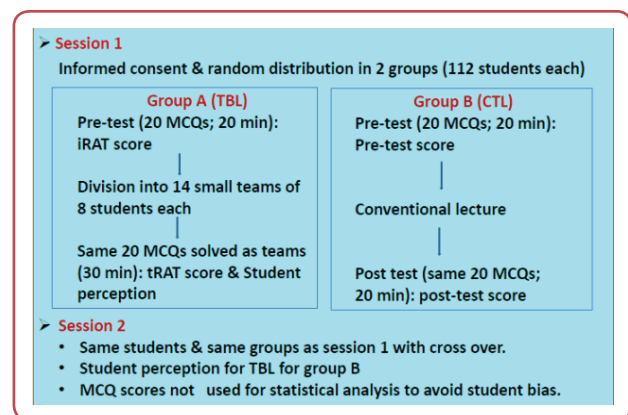 ➤ Session 1
Informed consent & random distribution in 2 groups (112 students each)
Group A (TBL)
Pre-test (20 MCQs; 20 min):
iRAT score
Division into 14 small teams of
8 students each
Same 20 MCQs solved as teams
(30 min): tRAT score & Student
perception
Group B (CTL)
Pre-test (20 MCQs; 20 min):
Pre-test score
Conventional lecture
Post test (same 20 MCQs;
20 min): post-test score
➤ Session 2
• Same students & same groups as session 1 with cross over.
• Student perception for TBL for group B
• MCQ scores not used for statistical analysis to avoid student bias.